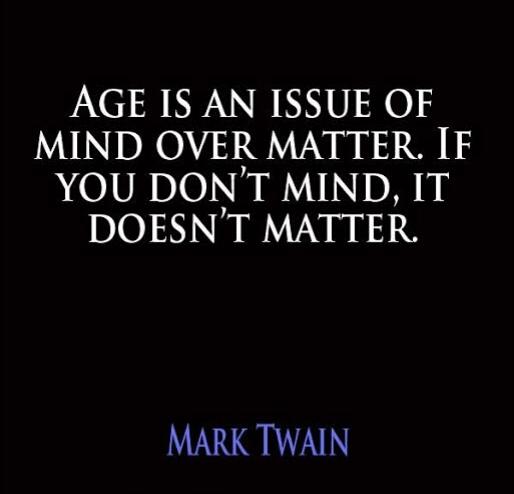 AGE IS AN ISSUE OF
MIND OVER MATTER. IF
YOU DON'T MIND, IT
DOESN'T MATTER.
MARK TWAIN